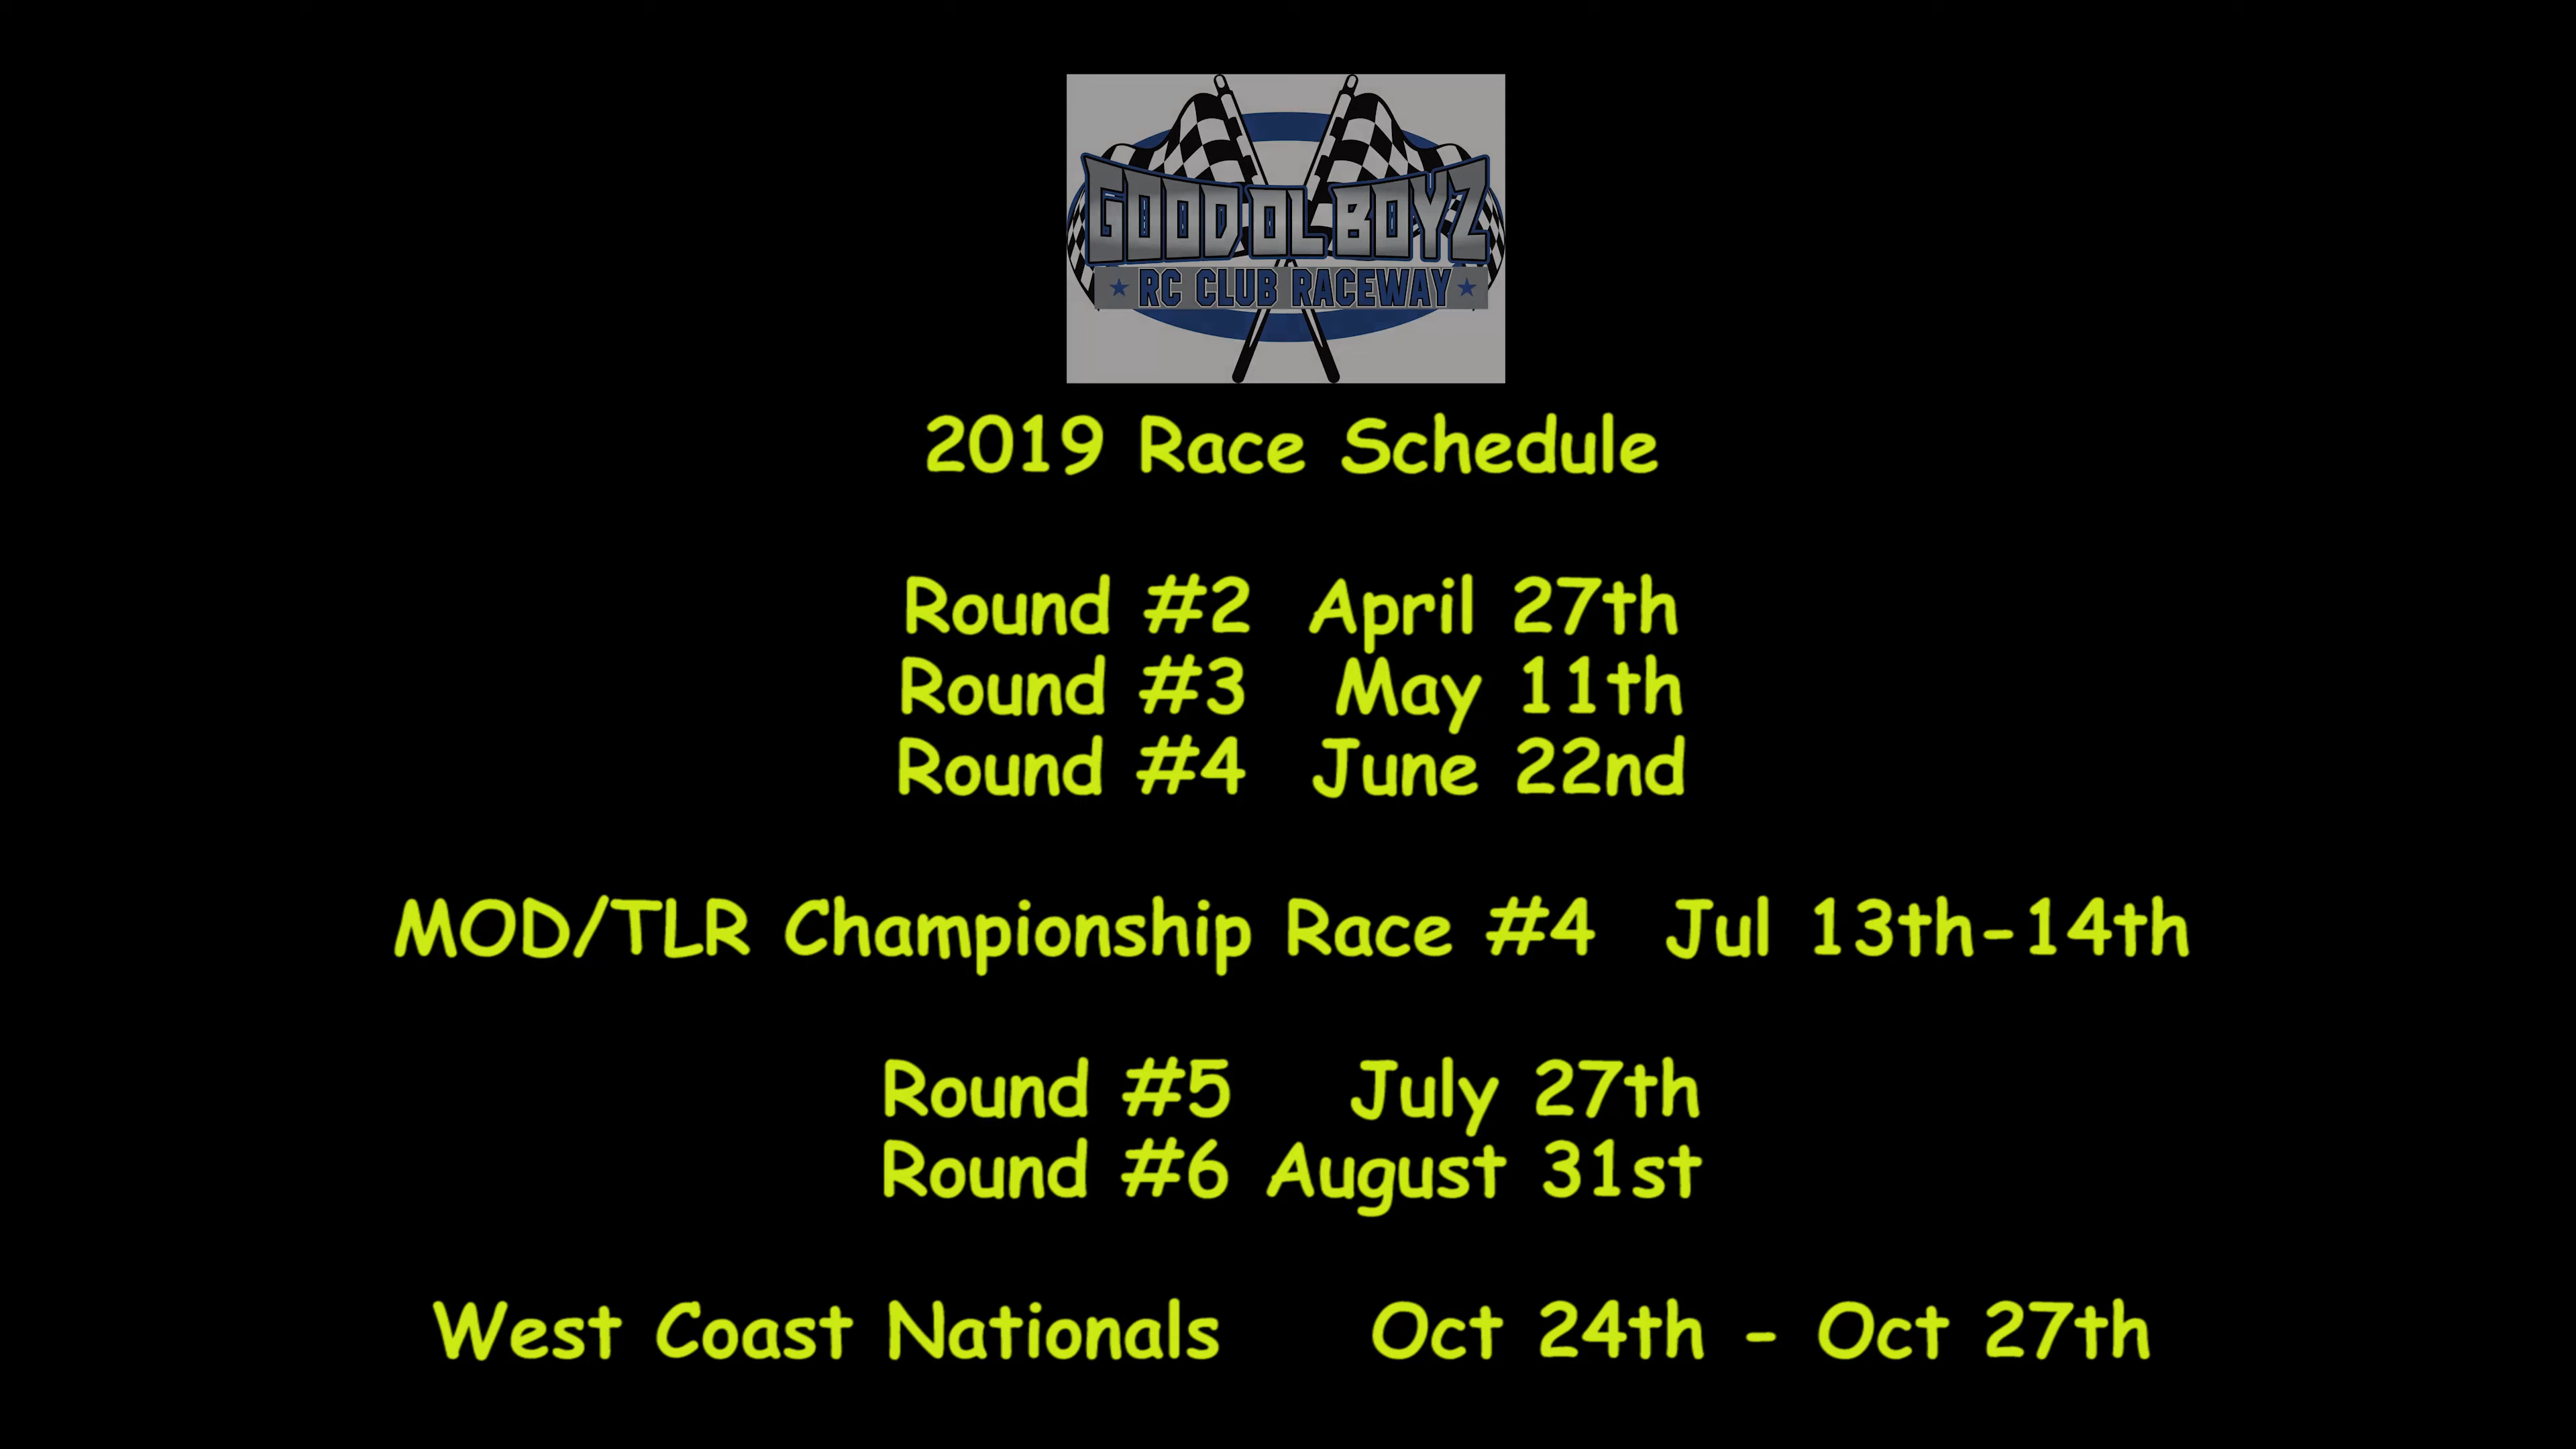 GOOD OL BOYZ
RC CLUB RACEWAY
2019 Race Schedule
Round #2 April 27th
Round #3 May 11th
Round #4 June 22nd
MOD/TLR Championship Race #4 Jul 13th-14th
Round #5 July 27th
Round #6 August 31st
West Coast Nationals Oct 24th - Oct 27th